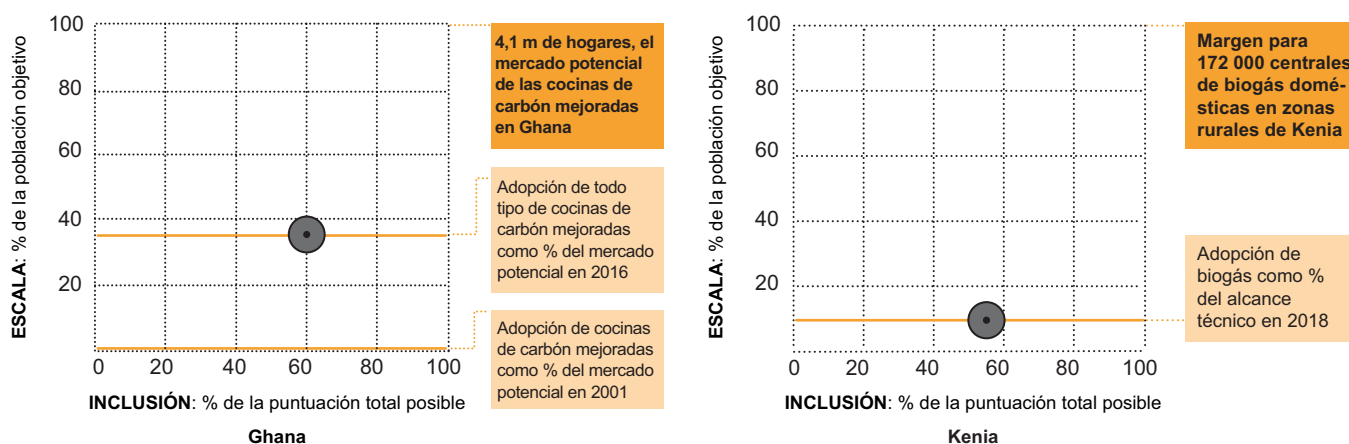 ESCALA: % de la población objetivo
100
80
60
40
20
0
20
40
60
80
100
INCLUSIÓN: % de la puntuación total posible
Ghana
4,1 m de hogares, el
mercado potencial
de las cocinas de
carbón mejoradas
en Ghana
Adopción de todo
tipo de cocinas de
carbón mejoradas
como % del mercado
potencial en 2016
Adopción de cocinas
de carbón mejoradas
como % del mercado
potencial en 2001
ESCALA: % de la población objetivo
100
80
60
40
20
0
20
40
60
80
100
INCLUSIÓN: % de la puntuación total posible
Kenia
Margen para
172 000 centrales
de biogás domé-
sticas en zonas
rurales de Kenia
Adopción de
biogás como %
del alcance
técnico en 2018